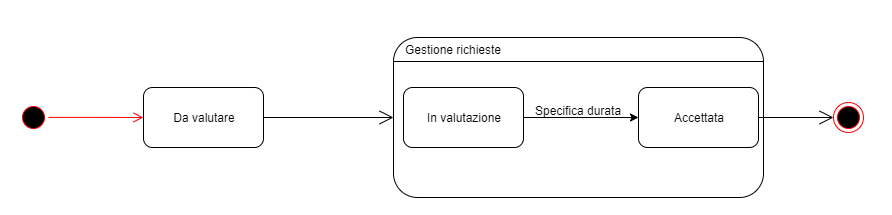 Gestione richieste
Da valutare
In valutazione
Specifica durata
Accettata